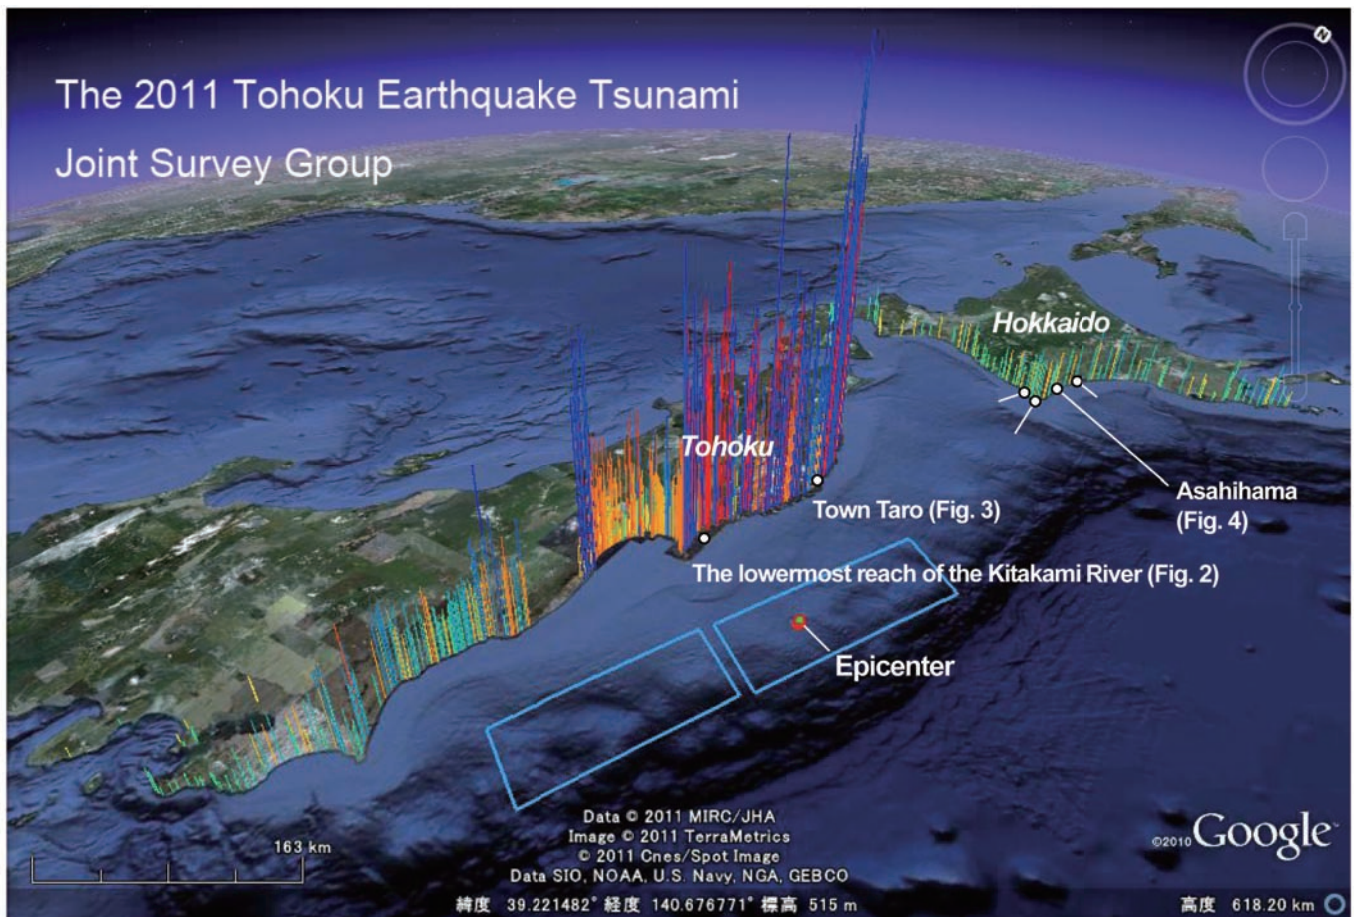 The 2011 Tohoku Earthquake Tsunami
Joint Survey Group
N
Hokkaido
Tohoku
Asahihama
(Fig. 4)
Town Taro (Fig. 3)
The lowermost reach of the Kitakami River (Fig. 2)
Epicenter
Data © 2011 MIRC/JHA
Image © 2011 TerraMetrics
© 2011 Cnes/Spot Image
Data SIO, NOAA, U.S. Navy, NGA, GEBCO
©2010 Google™
163 km
緯度 39.221482° 経度 140.676771° 標高 515 m
高度 618.20 km